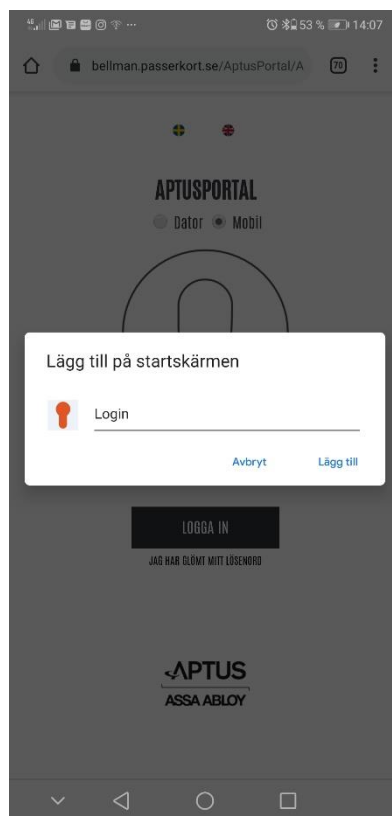 4G 53 % 14:07
bellman.passerkort.se/AptusPortal/A 70
APTUSPORTAL
Dator Mobil
Lägg till på startskärmen
Login
Avbryt Lägg till
LOGGA IN
JAG HAR GLÖMT MITT LÖSENORD
APTUS
ASSA ABLOY